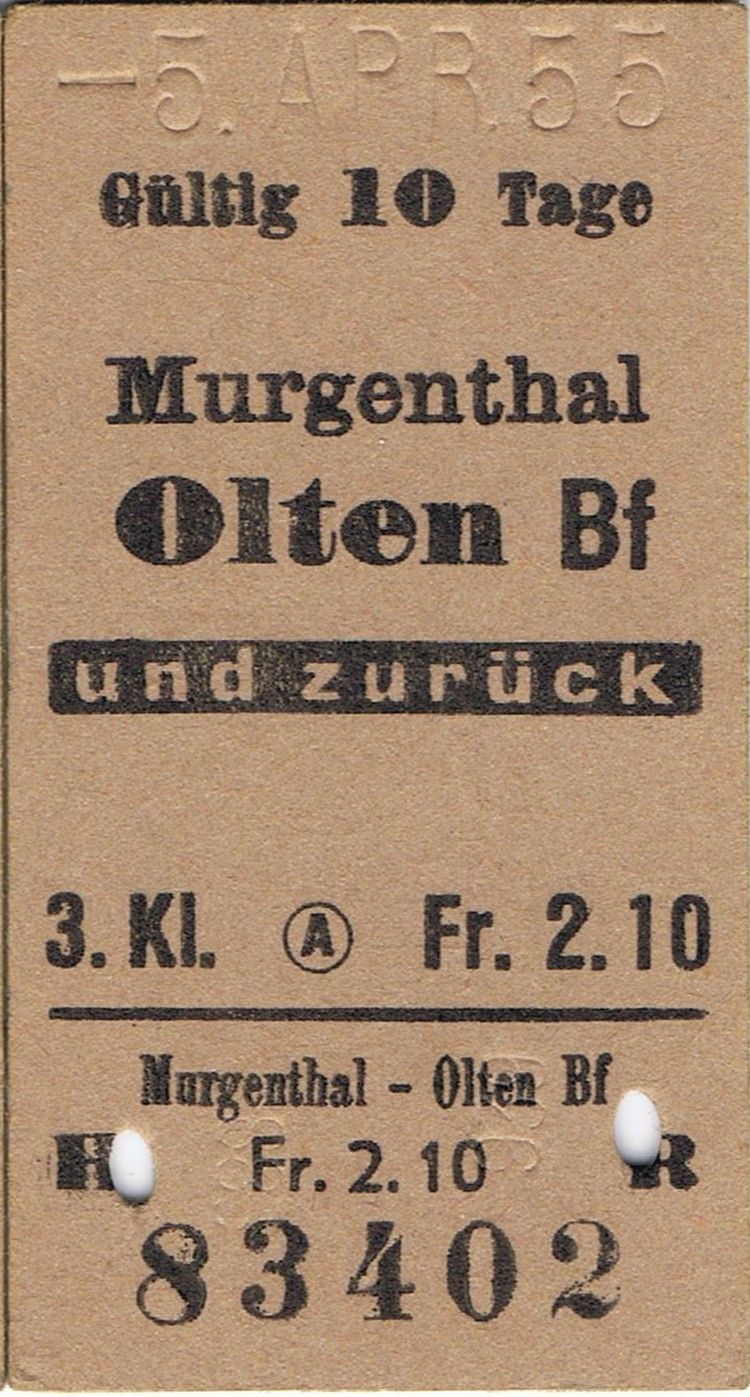 -5. APR. 55
Gültig 10 Tage
Murgenthal
Olten Bf
und zurück
3. Kl. Ⓐ Fr. 2.10
Murgenthal - Olten Bf
H Fr. 2.10 R
83402